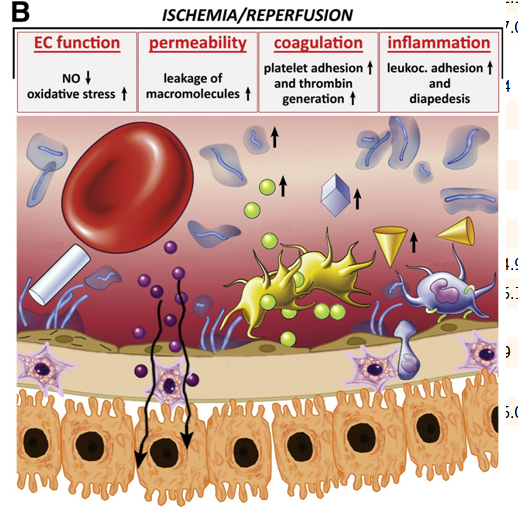 B
ISCHEMIA/REPERFUSION
EC function
NO ↓
oxidative stress ↑
permeability
leakage of
macromolecules ↑
coagulation
platelet adhesion ↑
and thrombin
generation ↑
inflammation
leukoc. adhesion ↑
and
diapedesis